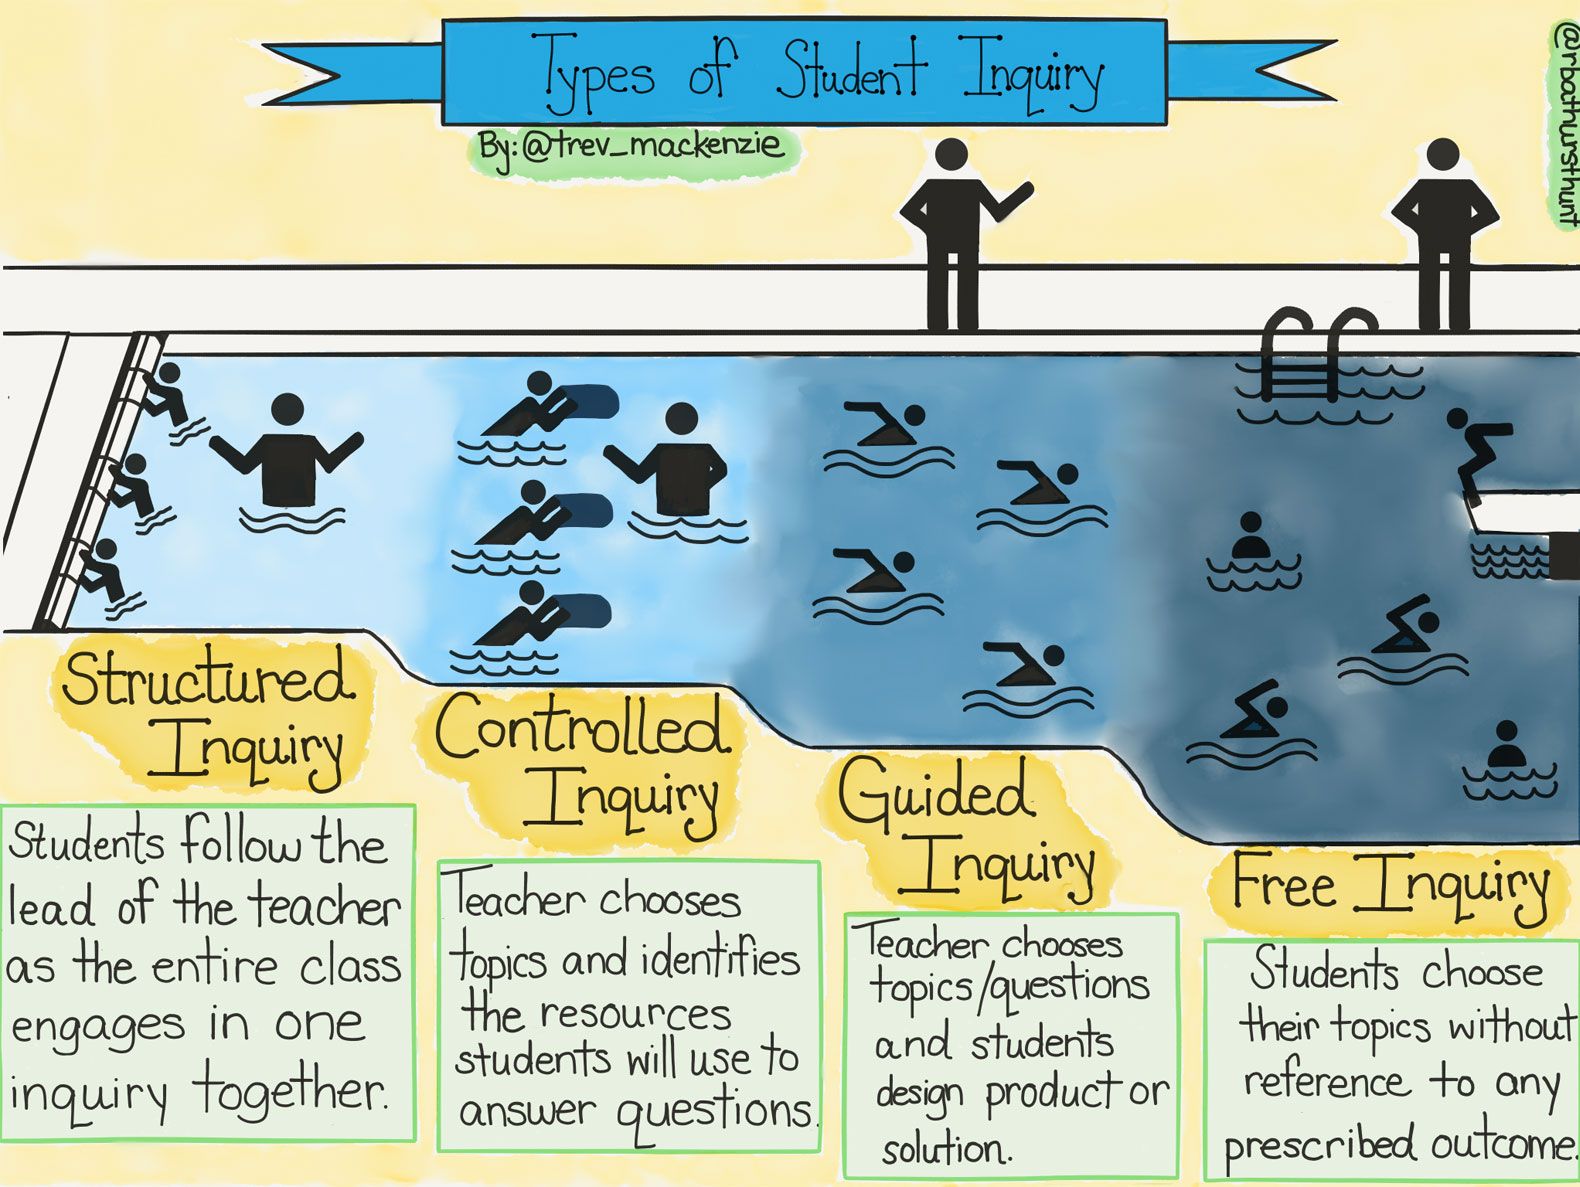 Types of Student Inquiry
By: @trev_mackenzie
@rbathursthunt
Structured
Inquiry
Students follow the
lead of the teacher
as the entire class
engages in one
inquiry together.
Controlled
Inquiry
Teacher chooses
topics and identifies
the resources
students will use to
answer questions.
Guided
Inquiry
Teacher chooses
topics/questions
and students
design product or
solution.
Free Inquiry
Students choose
their topics without
reference to any
prescribed outcome.